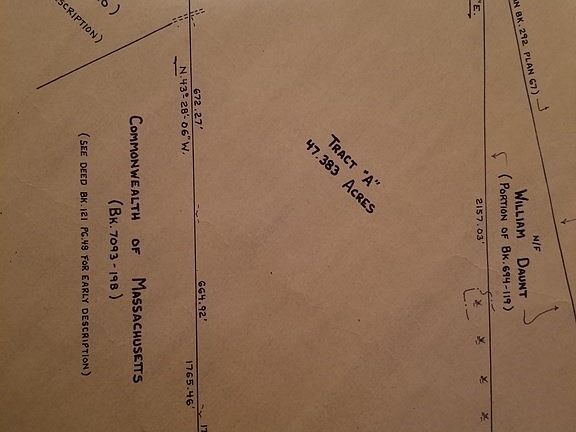 O )
SCRIPTION)
N. 43°-28'-06" W.
672.27'
COMMONWEALTH OF MASSACHUSETTS
(BK. 7093-198)
(SEE DEED BK. 121 PG. 48 FOR EARLY DESCRIPTION)
664.92'
1765.46'
17
TRACT "A"
47.383 ACRES
"E.
2157.03'
N/F
WILLIAM DAUNT
(PORTION OF BK. 694-119)
N BK. 292 PLAN 67)